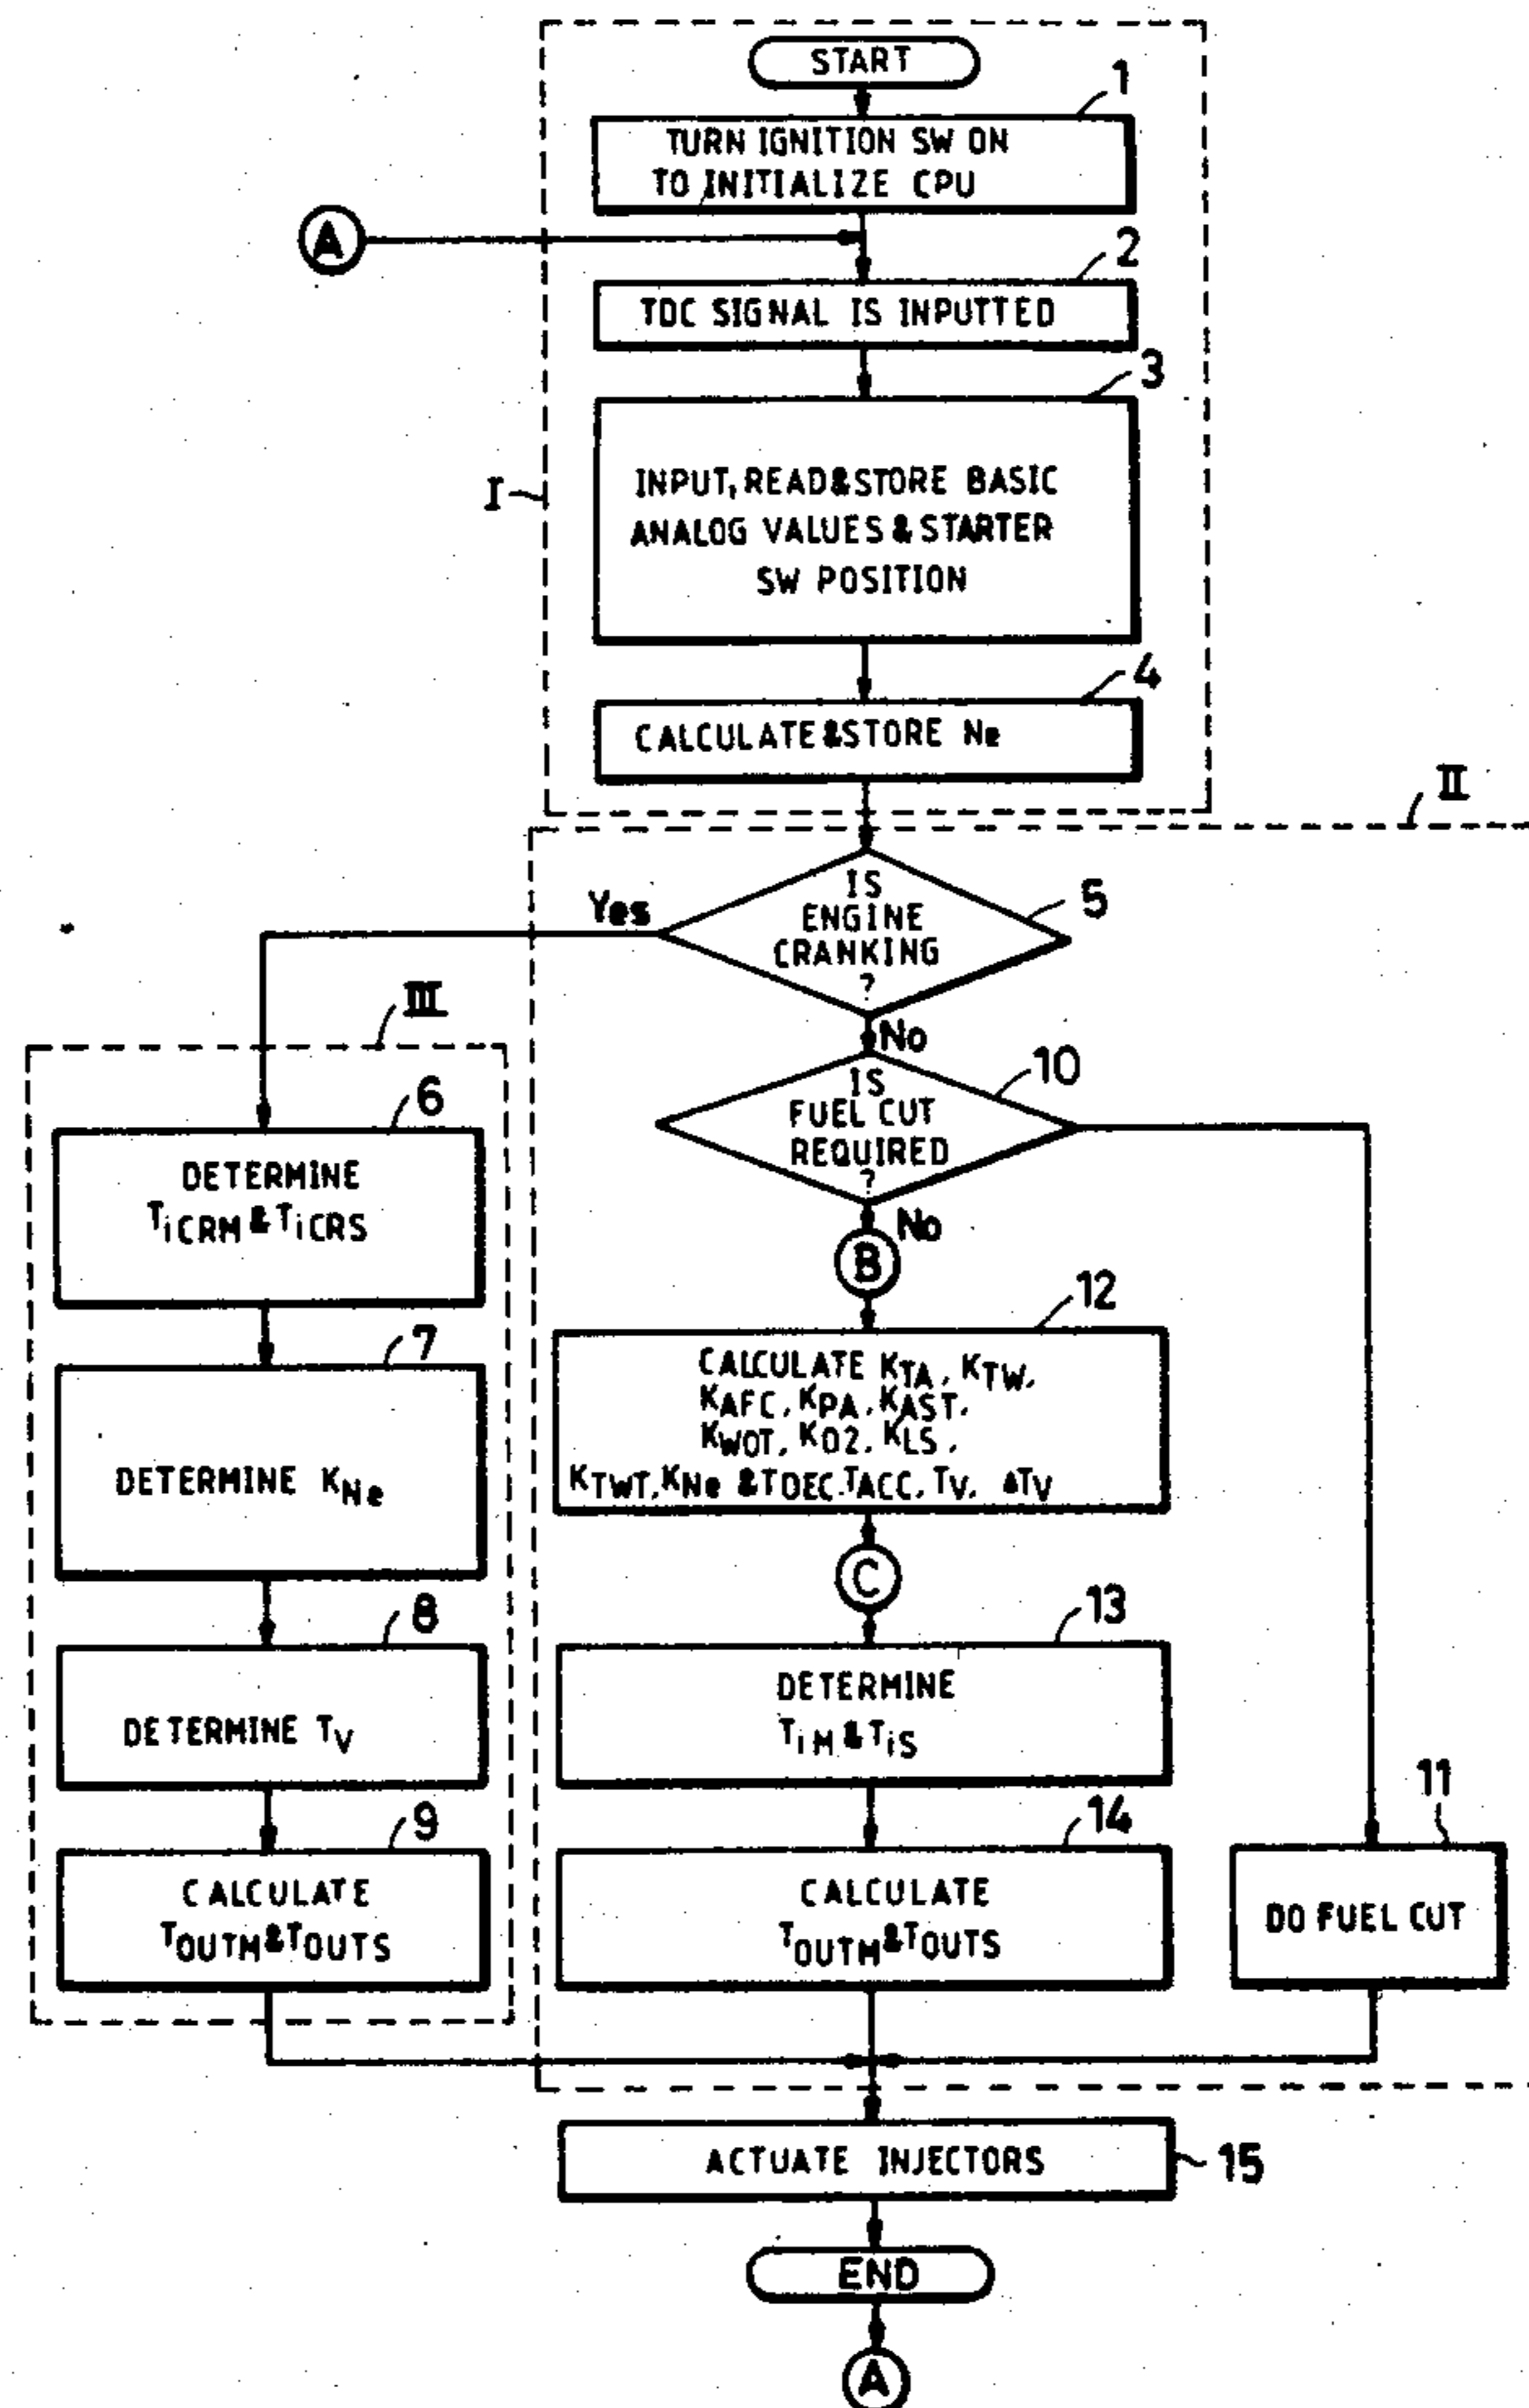 START
1
TURN IGNITION SW ON
TO INITIALIZE CPU
A
2
TDC SIGNAL IS INPUTTED
3
INPUT, READ & STORE BASIC
ANALOG VALUES & STARTER
SW POSITION
I
4
CALCULATE & STORE Ne
II
IS
ENGINE
CRANKING
?
5
Yes
No
III
IS
FUEL CUT
REQUIRED
?
10
No
B
6
DETERMINE
TiCRM & TiCRS
7
DETERMINE KNe
8
DETERMINE TV
9
CALCULATE
TOUTM & TOUTS
12
CALCULATE KTA, KTW,
KAFC, KPA, KAST,
KWOT, KO2, KLS,
KTWT, KNe & TDEC, TACC, TV, ΔTV
C
13
DETERMINE
TiM & TiS
14
CALCULATE
TOUTM & TOUTS
11
DO FUEL CUT
ACTUATE INJECTORS
15
END
A